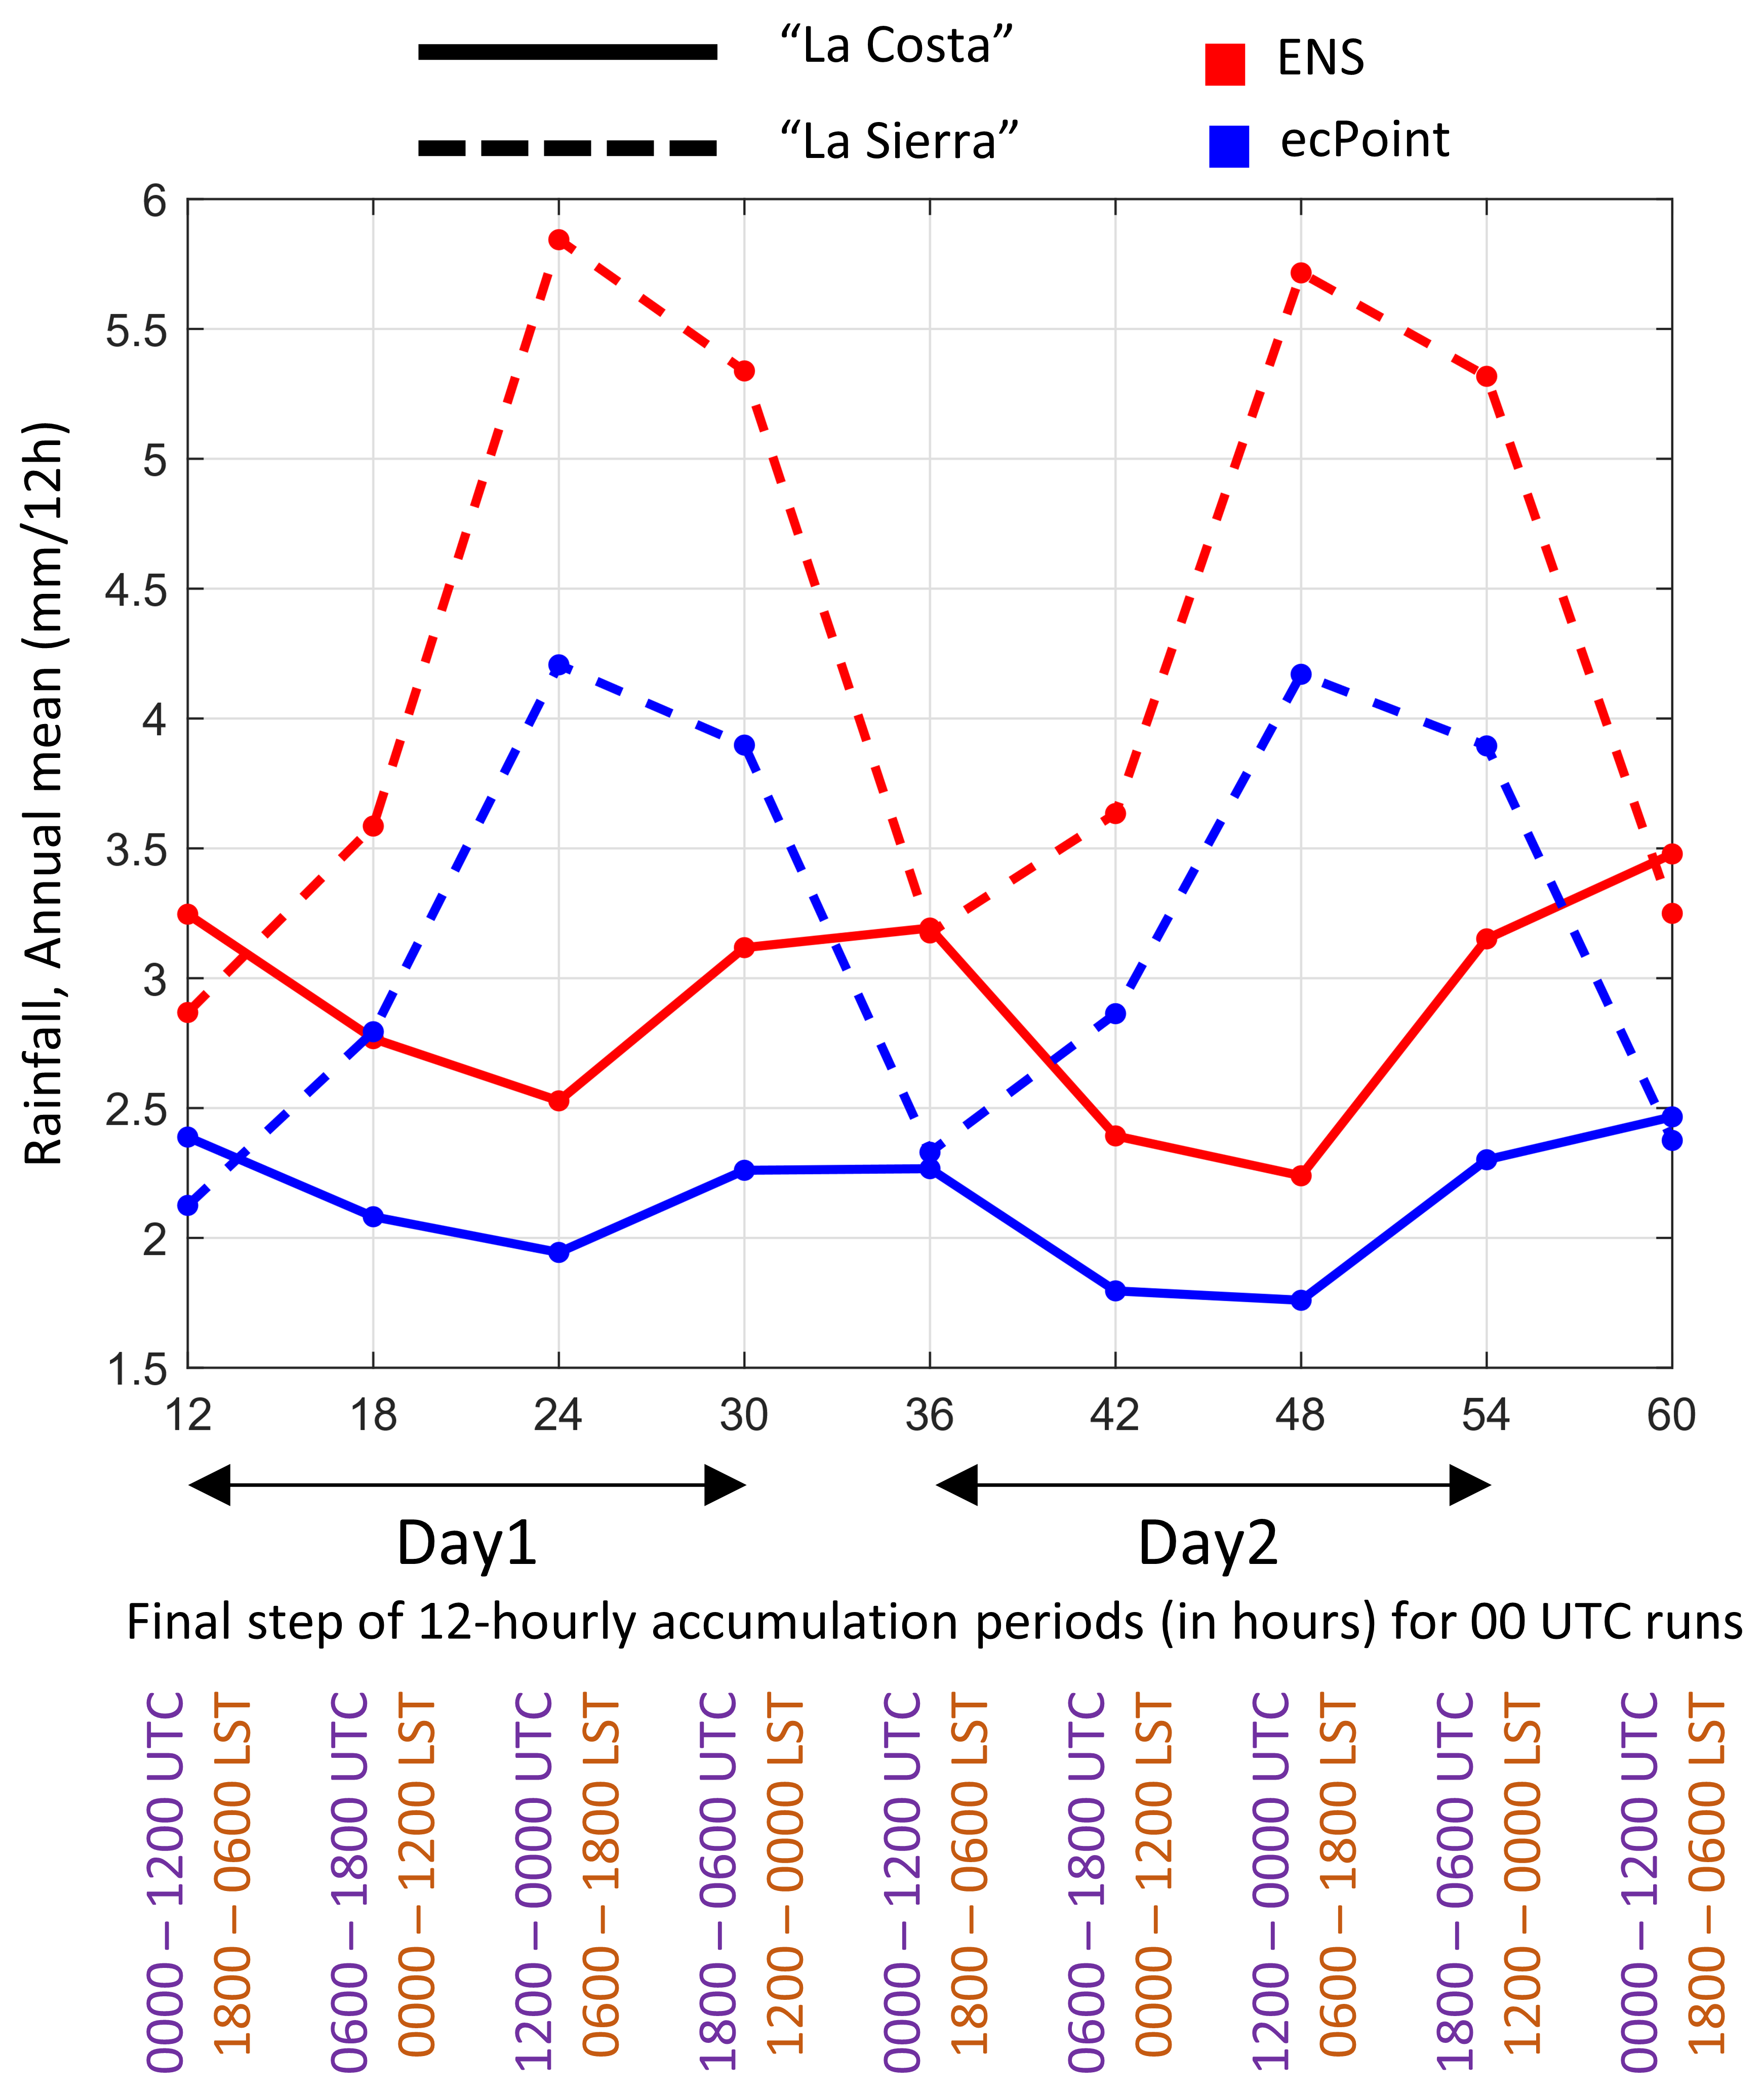 “La Costa”
ENS
“La Sierra”
ecPoint
Rainfall, Annual mean (mm/12h)
6
5.5
5
4.5
4
3.5
3
2.5
2
1.5
12 18 24 30 36 42 48 54 60
Day1 Day2
Final step of 12-hourly accumulation periods (in hours) for 00 UTC runs
0000 – 1200 UTC
1800 – 0600 LST
0600 – 1800 UTC
0000 – 1200 LST
1200 – 0000 UTC
0600 – 1800 LST
1800 – 0600 UTC
1200 – 0000 LST
0000 – 1200 UTC
1800 – 0600 LST
0600 – 1800 UTC
0000 – 1200 LST
1200 – 0000 UTC
0600 – 1800 LST
1800 – 0600 UTC
1200 – 0000 LST
0000 – 1200 UTC
1800 – 0600 LST